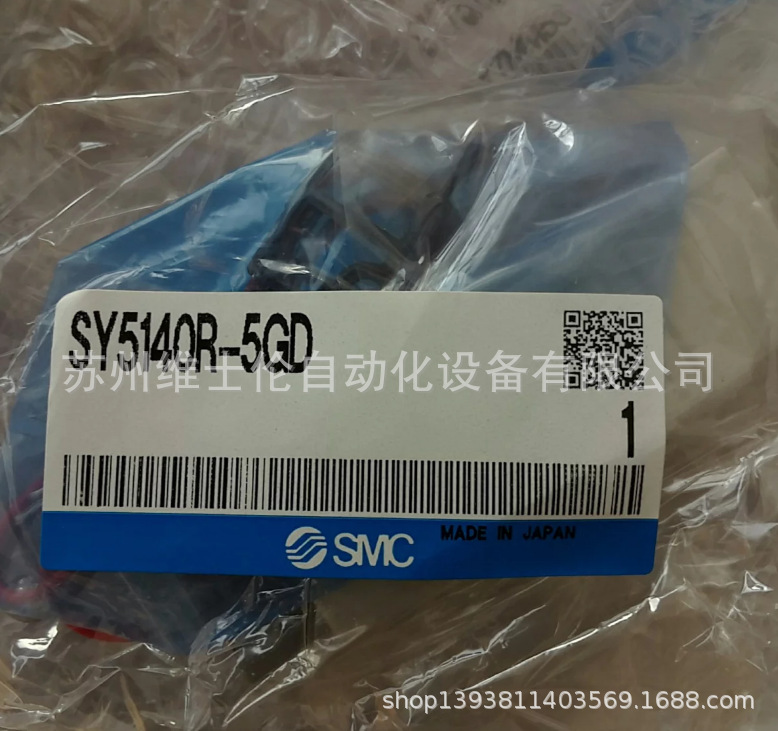 SY5140R-5GD
苏州维士伦自动化设备有限公司
1
SMC
MADE IN JAPAN
shop1393811403569.1688.com